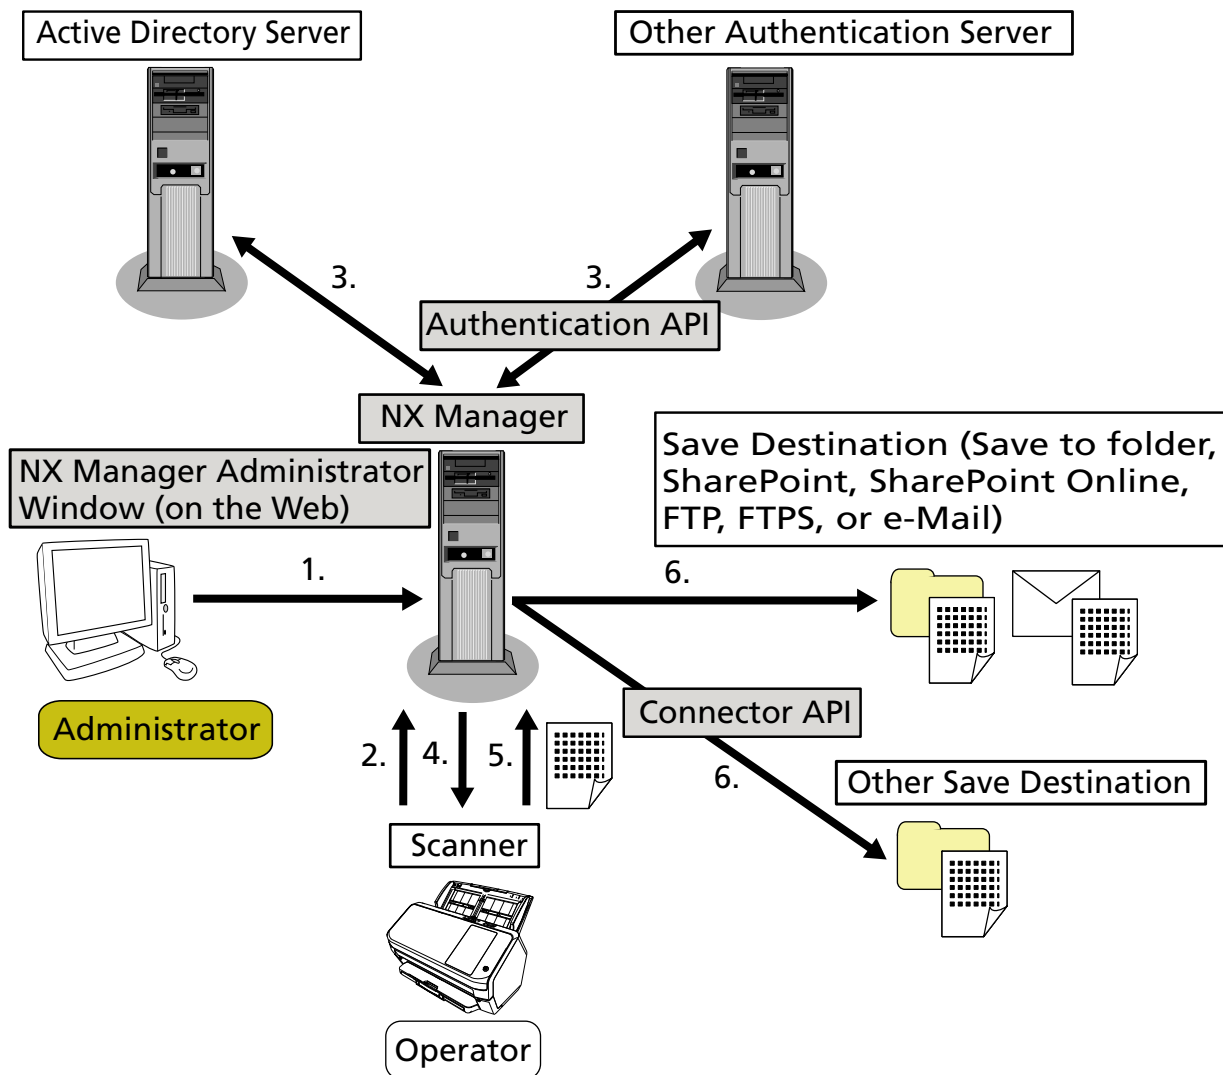 Active Directory Server
Other Authentication Server
3.
3.
Authentication API
NX Manager
NX Manager Administrator
Window (on the Web)
Save Destination (Save to folder,
SharePoint, SharePoint Online,
FTP, FTPS, or e-Mail)
1.
6.
Administrator
Connector API
2.
4.
5.
6.
Other Save Destination
Scanner
Operator